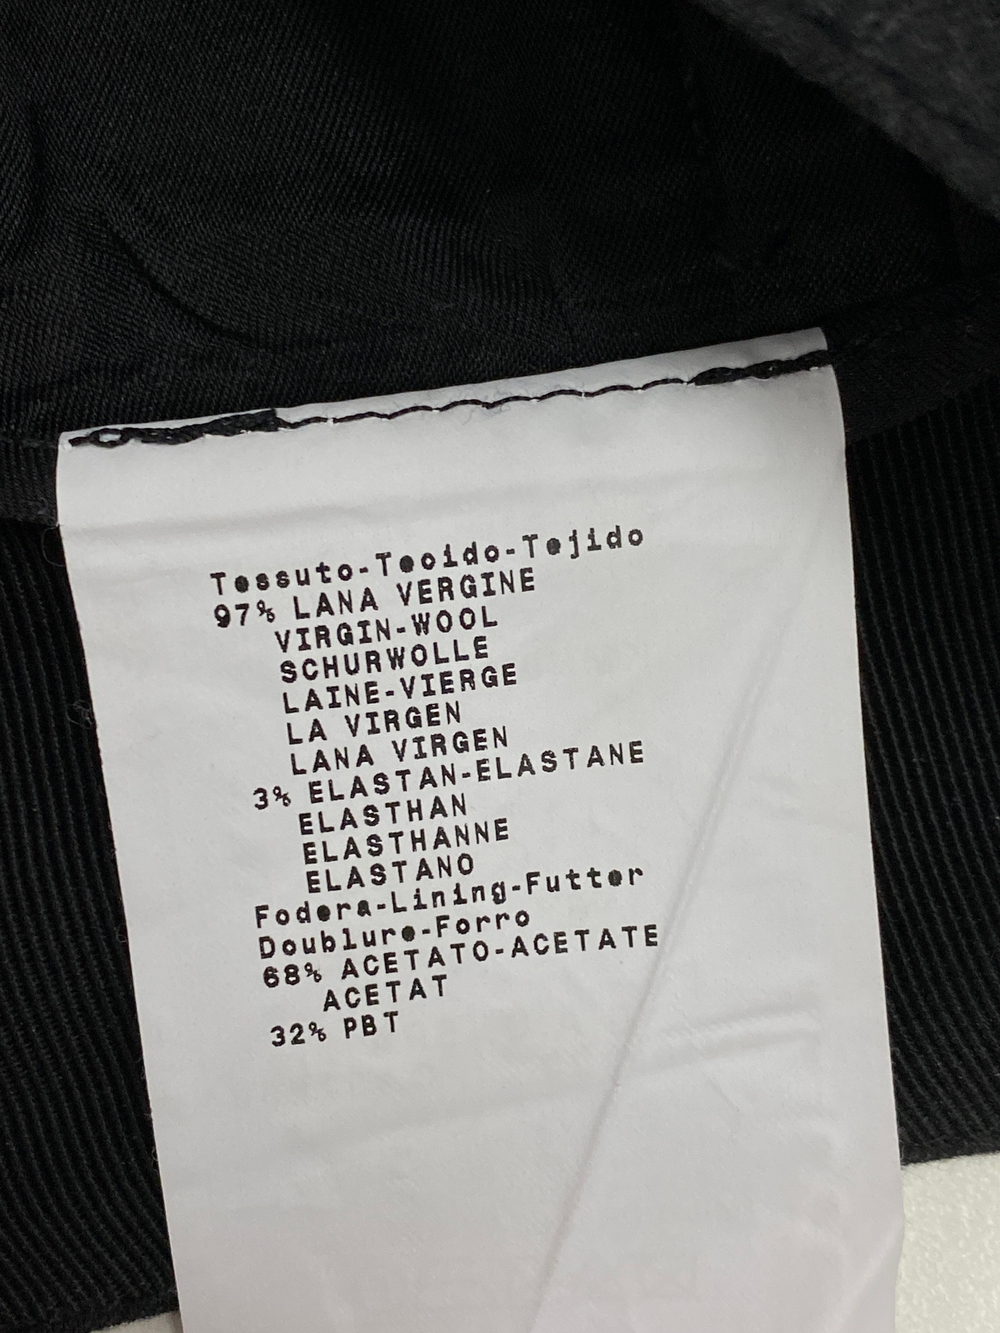 Tessuto-Tecido-Tejido
97% LANA VERGINE
VIRGIN-WOOL
SCHURWOLLE
LAINE-VIERGE
LA VIRGEN
LANA VIRGEN
3% ELASTAN-ELASTANE
ELASTHAN
ELASTHANNE
ELASTANO
Fodera-Lining-Futter
Doublure-Forro
68% ACETATO-ACETATE
ACETAT
32% PBT